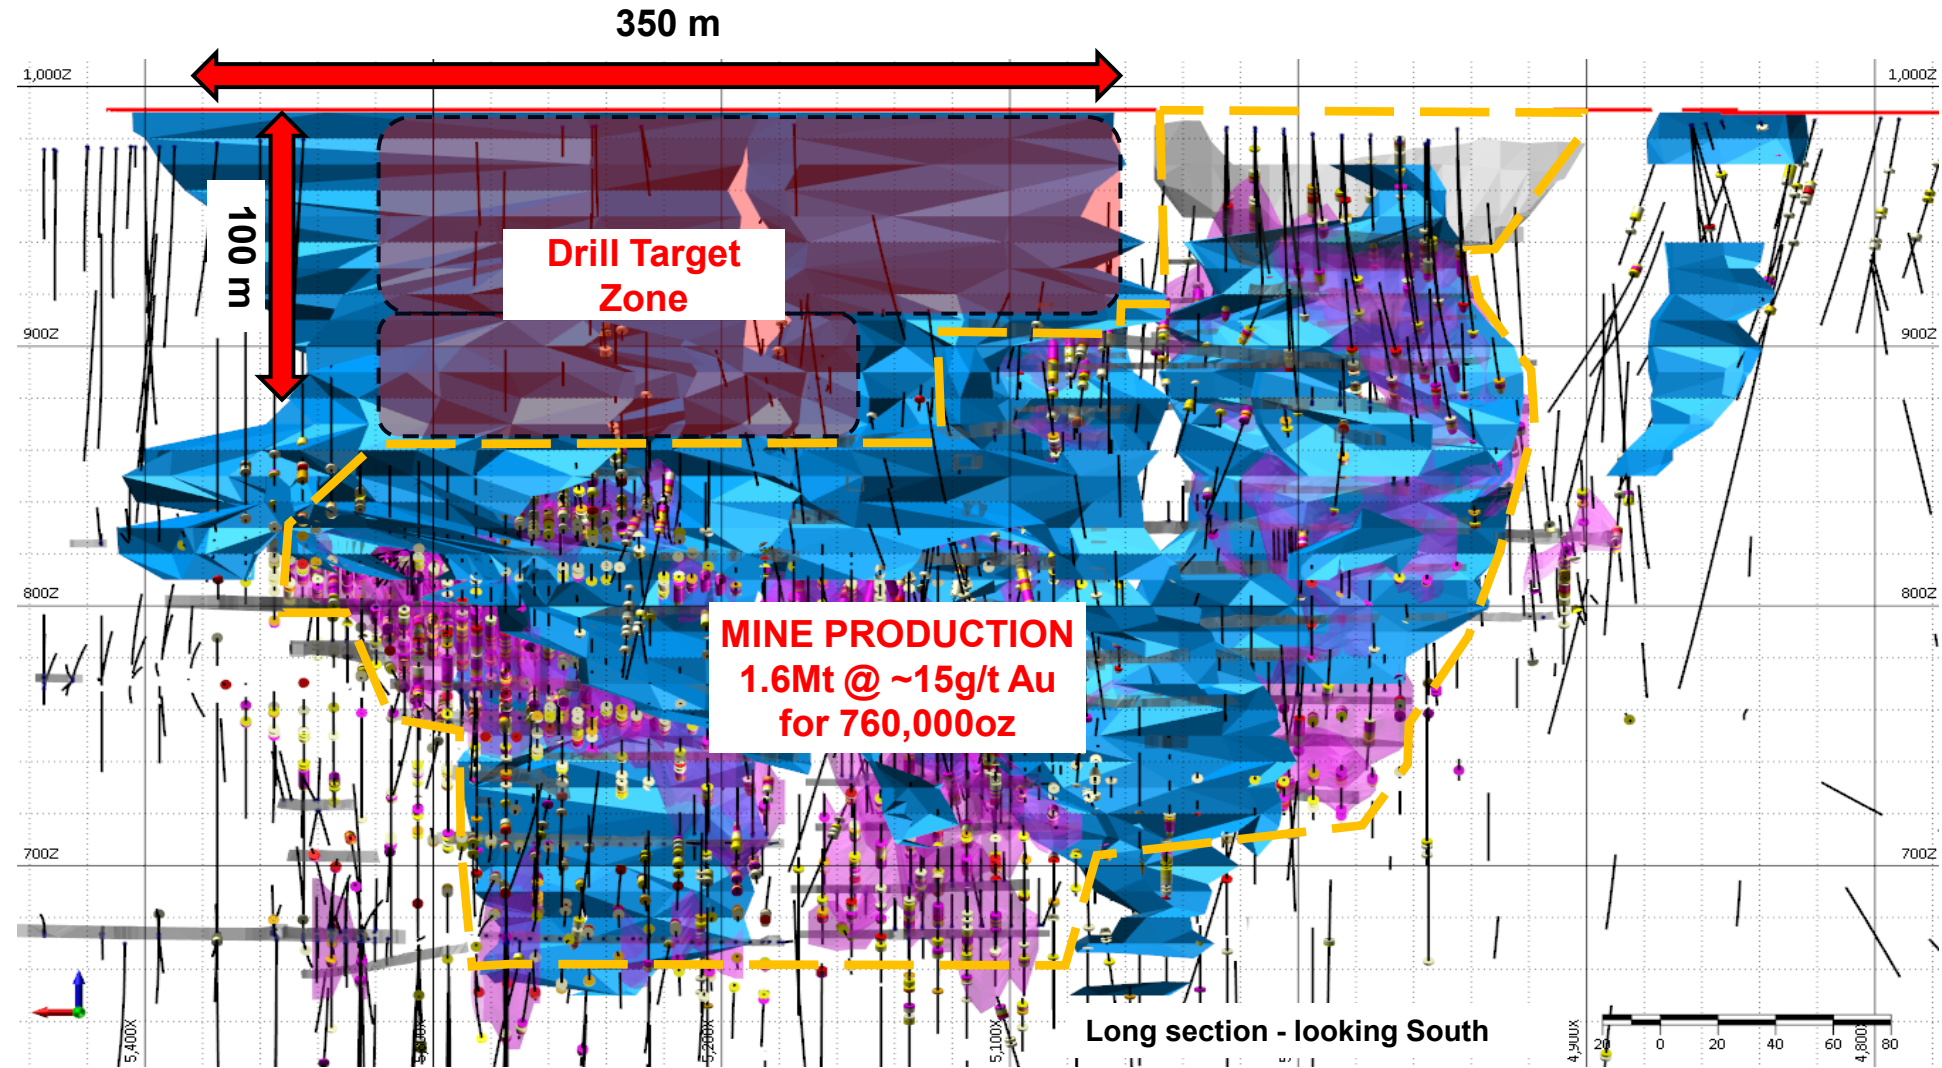 350 m
1,000Z
1,000Z
100 m
Drill Target
Zone
900Z
900Z
800Z
800Z
MINE PRODUCTION
1.6Mt @ ~15g/t Au
for 760,000oz
700Z
700Z
Long section - looking South
5,400X
5,200X
5,100X
4,900X
4,800X
20 0 20 40 60 80